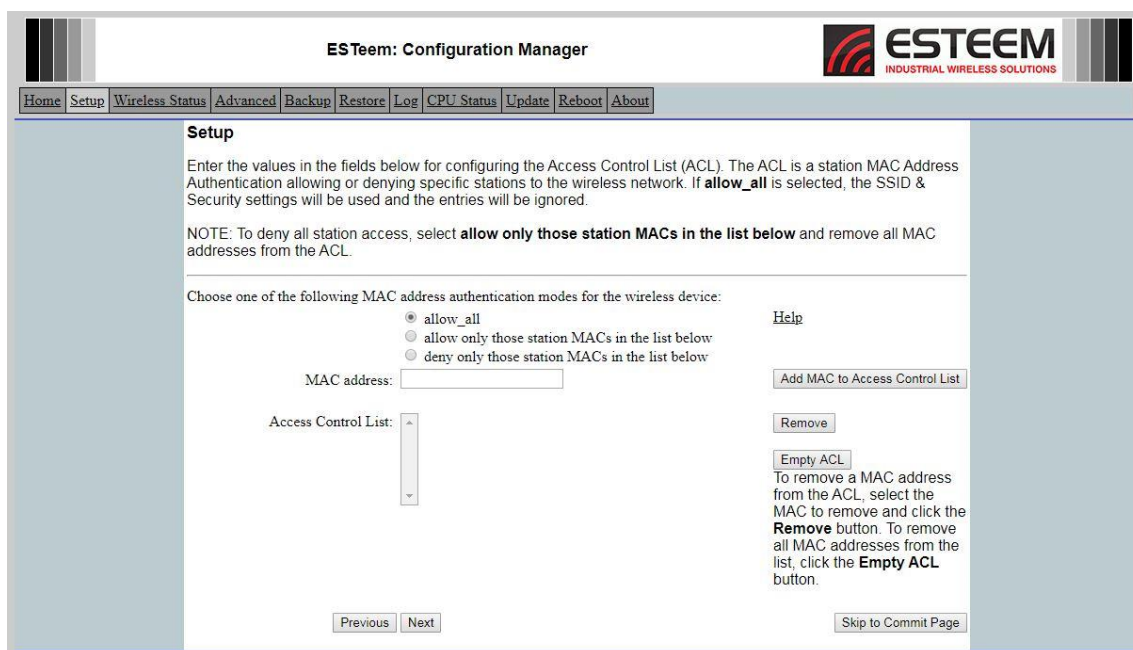 ESTeem: Configuration Manager
ESTEEM
INDUSTRIAL WIRELESS SOLUTIONS
Home Setup Wireless Status Advanced Backup Restore Log CPU Status Update Reboot About
Setup
Enter the values in the fields below for configuring the Access Control List (ACL). The ACL is a station MAC Address
Authentication allowing or denying specific stations to the wireless network. If allow_all is selected, the SSID &
Security settings will be used and the entries will be ignored.
NOTE: To deny all station access, select allow only those station MACs in the list below and remove all MAC
addresses from the ACL.
Choose one of the following MAC address authentication modes for the wireless device:
allow_all
Help
allow only those station MACs in the list below
deny only those station MACs in the list below
MAC address:
Add MAC to Access Control List
Access Control List:
Remove
Empty ACL
To remove a MAC address
from the ACL, select the
MAC to remove and click the
Remove button. To remove
all MAC addresses from the
list, click the Empty ACL
button.
Previous Next
Skip to Commit Page